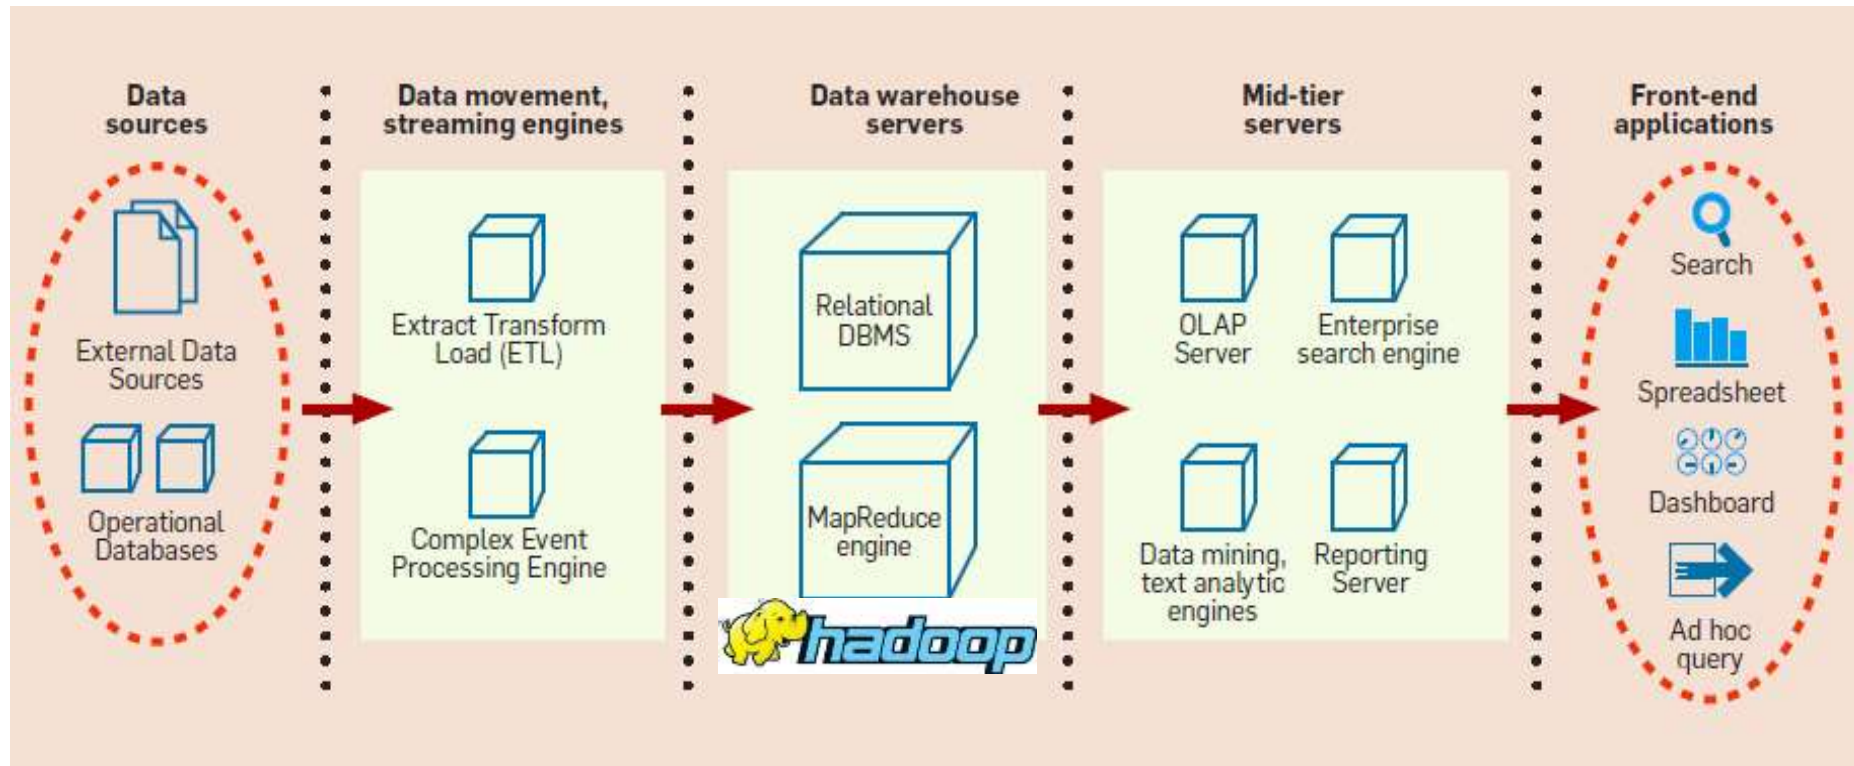 Data
sources
Data movement,
streaming engines
Data warehouse
servers
Mid-tier
servers
Front-end
applications
External Data
Sources
Operational
Databases
Extract Transform
Load (ETL)
Complex Event
Processing Engine
Relational
DBMS
MapReduce
engine
hadoop
OLAP
Server
Enterprise
search engine
Data mining,
text analytic
engines
Reporting
Server
Search
Spreadsheet
Dashboard
Ad hoc
query